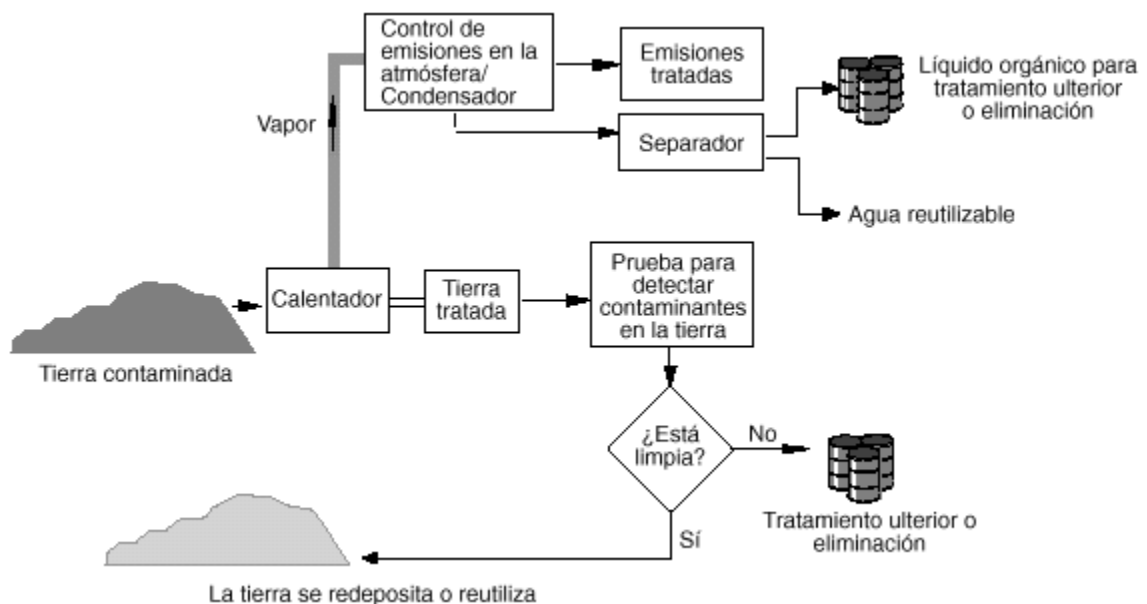 Control de
emisiones en la
atmósfera/
Condensador
Emisiones
tratadas
Líquido orgánico para
tratamiento ulterior
o eliminación
Vapor
Separador
Agua reutilizable
Calentador
Tierra
tratada
Prueba para
detectar
contaminantes
en la tierra
Tierra contaminada
¿Está
limpia?
No
Tratamiento ulterior o
eliminación
Sí
La tierra se redeposita o reutiliza